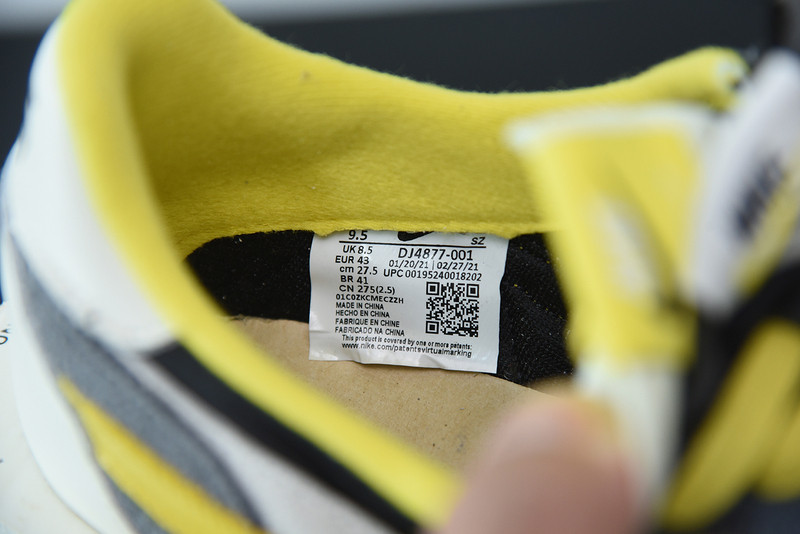 9.5
SZ
UK 8.5
DJ4877-001
EUR 43
01/20/21 | 02/27/21
cm 27.5
UPC 00195240018202
BR 41
CN 275(2.5)
01C0ZKCMECZZH
MADE IN CHINA
HECHO EN CHINA
FABRIQUE EN CHINE
FABRICADO NA CHINA
This product is covered by one or more patents:
www.nike.com/patentsvirtualmarking